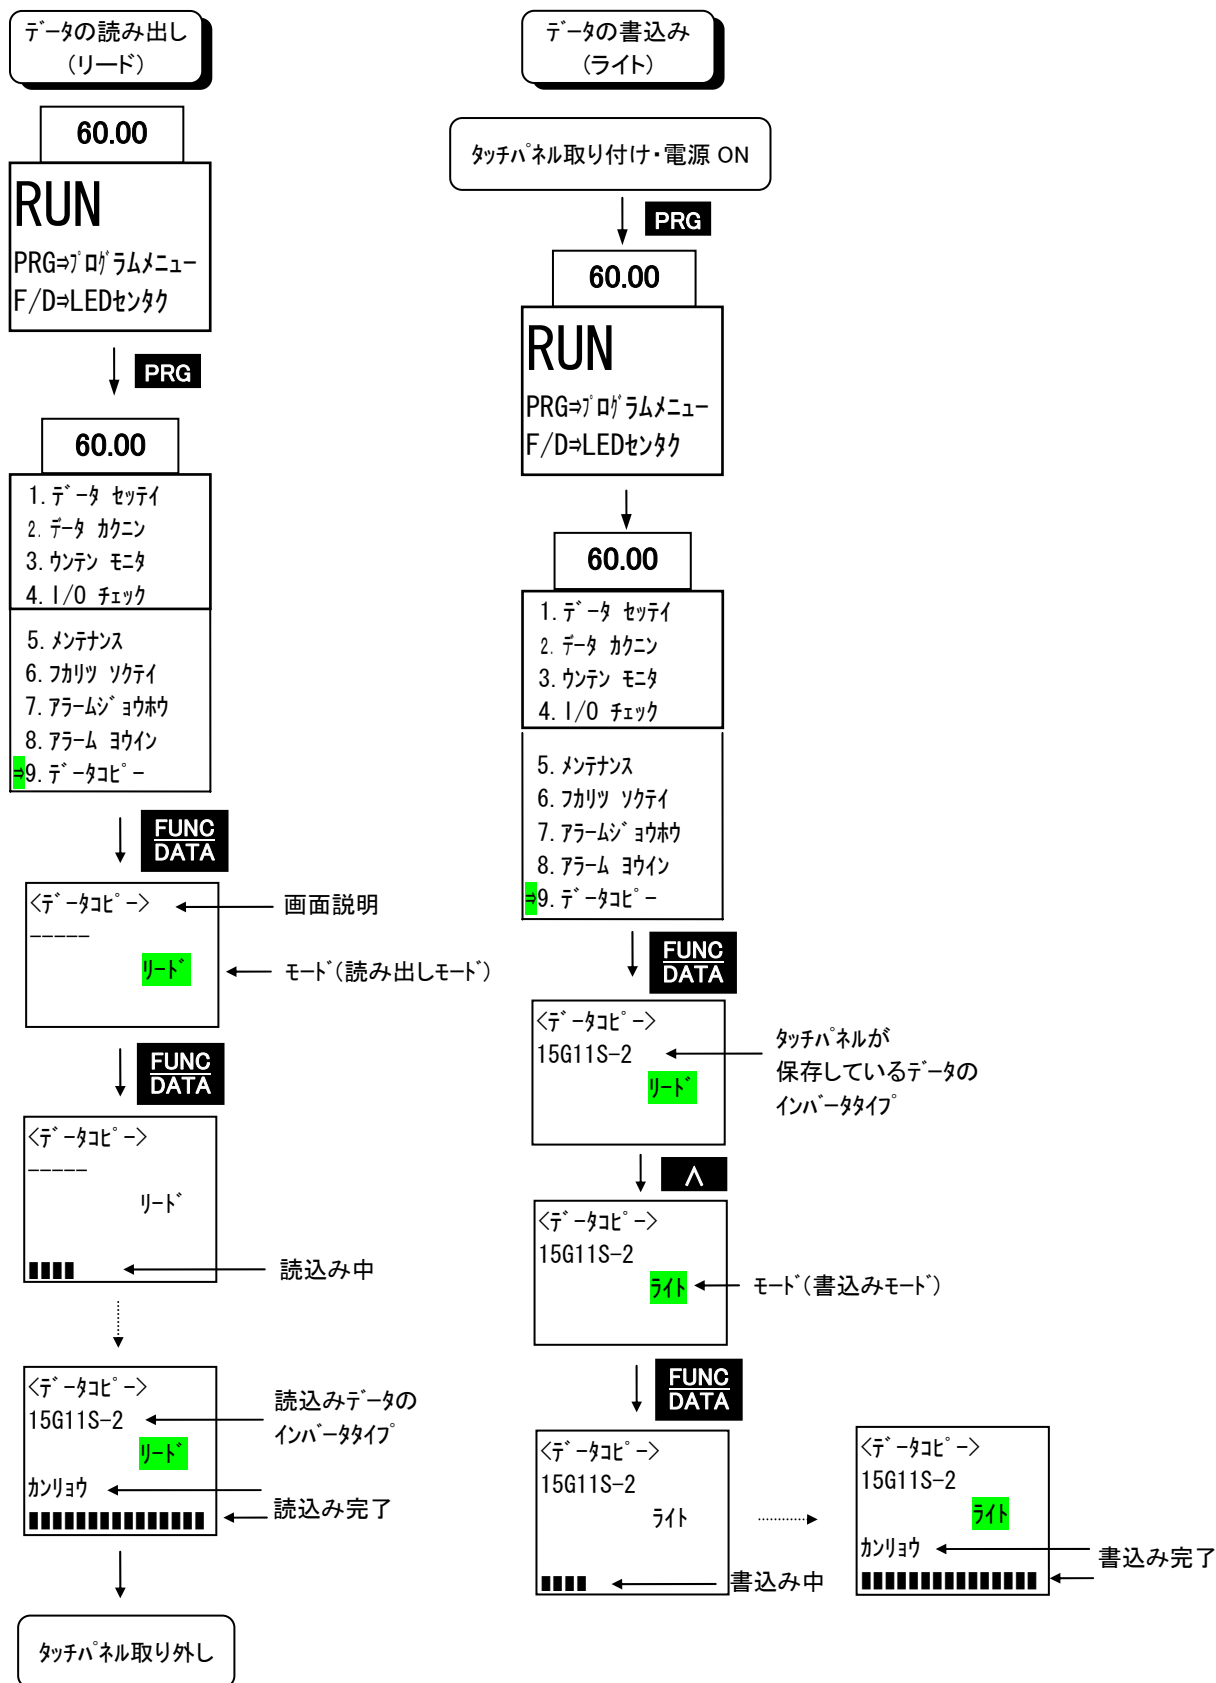 データの読み出し
(リード)
60.00
RUN
PRG⇒プログラムメニュー
F/D⇒LEDセンタク
PRG
60.00
1.データ セッテイ
2.データ カクニン
3.ウンテン モニタ
4.I/O チェック
5.メンテナンス
6.フカリツ ソクテイ
7.アラームジョウホウ
8.アラーム ヨウイン
⇒9.データコピー
FUNC
DATA
<データコピー>
画面説明
-----
リード
モード(読み出しモード)
FUNC
DATA
<データコピー>
-----
リード
読込み中
<データコピー>
15G11S-2
読込みデータの
インバータタイプ
リード
カンリョウ
読込み完了
タッチパネル取り外し
データの書込み
(ライト)
タッチパネル取り付け・電源 ON
PRG
60.00
RUN
PRG⇒プログラムメニュー
F/D⇒LEDセンタク
60.00
1.データ セッテイ
2.データ カクニン
3.ウンテン モニタ
4.I/O チェック
5.メンテナンス
6.フカリツ ソクテイ
7.アラームジョウホウ
8.アラーム ヨウイン
⇒9.データコピー
FUNC
DATA
<データコピー>
15G11S-2
リード
タッチパネルが
保存しているデータの
インバータタイプ
∧
<データコピー>
15G11S-2
ライト
モード(書込みモード)
FUNC
DATA
<データコピー>
15G11S-2
ライト
書込み中
<データコピー>
15G11S-2
ライト
カンリョウ
書込み完了